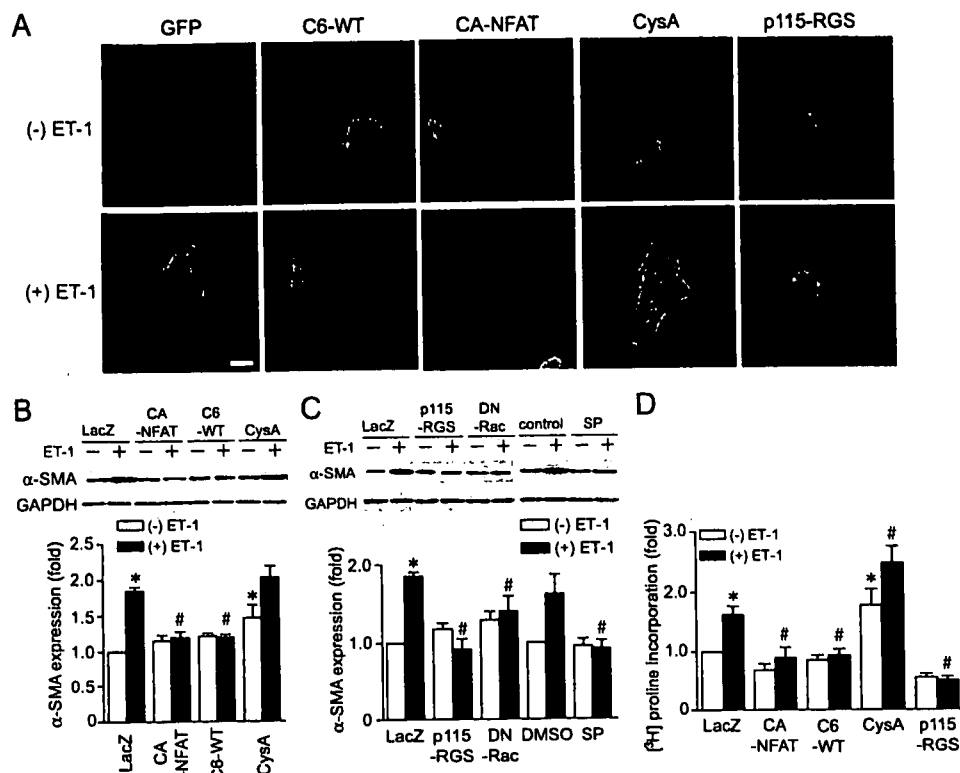 A
GFP C6-WT CA-NFAT CysA p115-RGS
(-) ET-1
(+) ET-1
B
LacZ CA -NFAT C6 -WT CysA
ET-1 − + − + − + − +
α-SMA
GAPDH
(-) ET-1
(+) ET-1
α-SMA expression (fold)
2.5
2.0
1.5
1.0
0.5
0
* # # *
LacZ CA -NFAT C6-WT CysA
C
LacZ p115 -RGS DN -Rac control SP
ET-1 − + − + − + − + − +
α-SMA
GAPDH
(-) ET-1
(+) ET-1
α-SMA expression (fold)
2.0
1.0
0
* # # #
LacZ p115 -RGS DN -Rac DMSO SP
D
(-) ET-1
(+) ET-1
[³H] proline Incorporation (fold)
3.0
2.0
1.0
0
* # # * # #
LacZ CA -NFAT C6 -WT CysA p115 -RGS